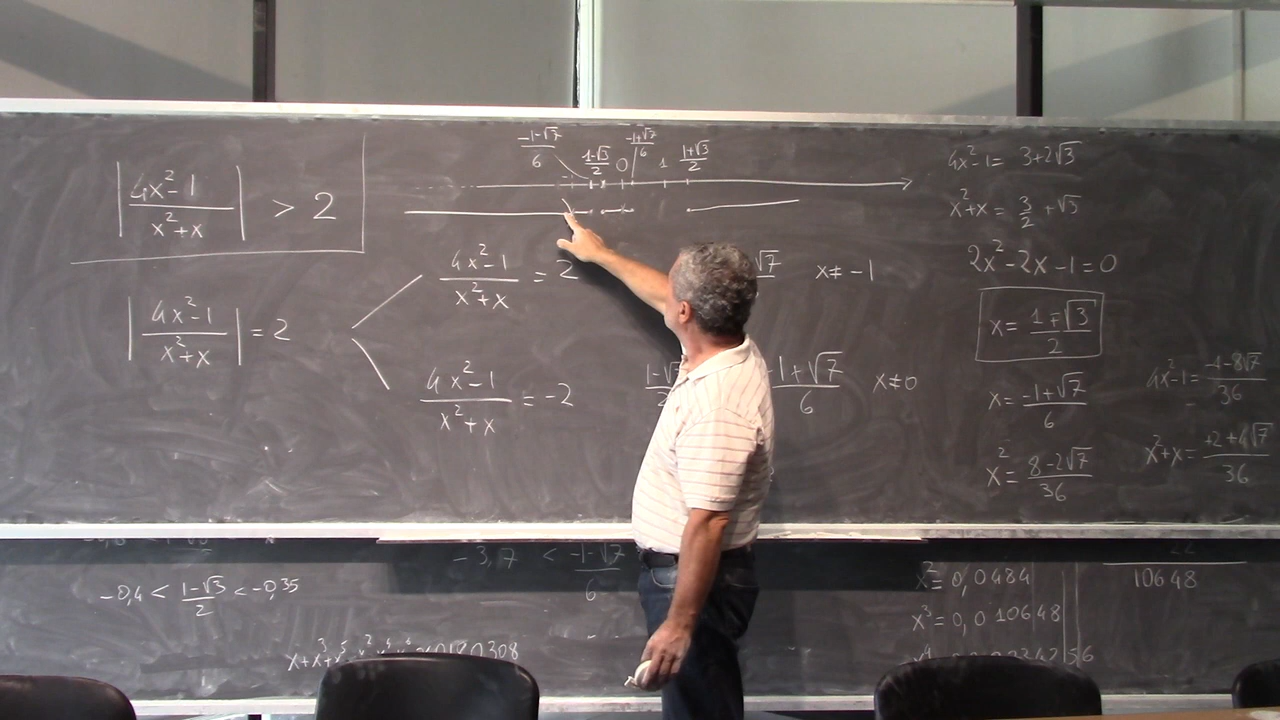 |4x²-1 / x²+x| > 2
(-1-√7)/6 (1-√3)/2 0 (-1+√7)/6 1 (1+√3)/2
|4x²-1 / x²+x| = 2
(4x²-1)/(x²+x) = 2 √7 x ≠ -1
(4x²-1)/(x²+x) = -2 -1+√7/6 x ≠ 0
4x²-1 = 3+2√3
x²+x = 3/2 + √3
2x²-2x-1=0
x = (1∓√3)/2
x = (-1+√7)/6
x² = (8-2√7)/36
4x²-1 = (-4-8√7)/36
x²+x = (+2+4√7)/36
-0,4 < (1-√3)/2 < -0,35
-3,7 < (-1-√7)/6
x² = 0,0484
x³ = 0,010648
10648